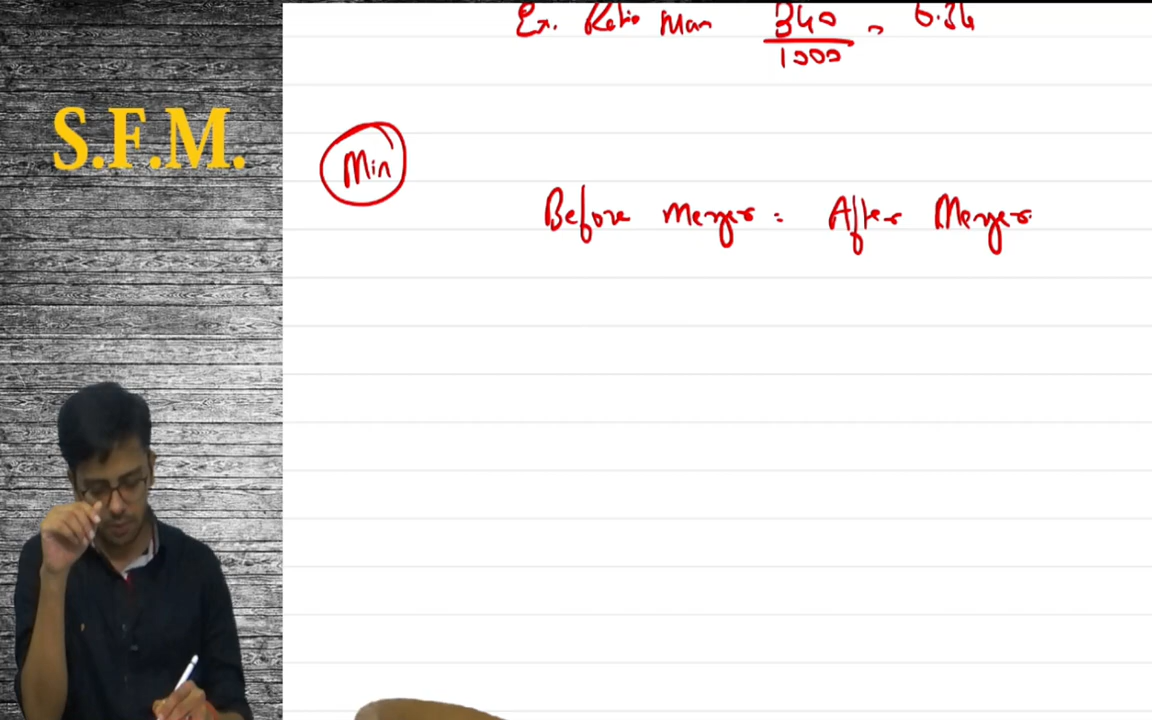 Ex. Ratio Max 340/1000 = 0.34
S.F.M.
Min
Before Merger = After Merger